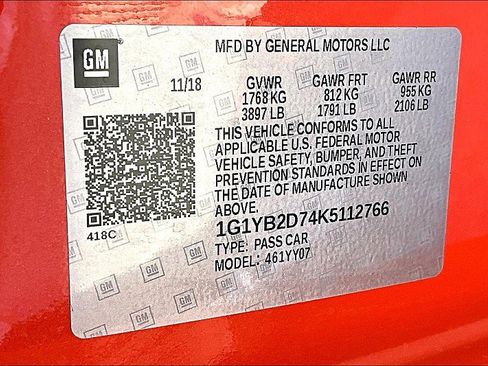 GM
MFD BY GENERAL MOTORS LLC
11/18 GVWR GAWR FRT GAWR RR
1768 KG 812 KG 955 KG
3897 LB 1791 LB 2106 LB
THIS VEHICLE CONFORMS TO ALL
APPLICABLE U.S. FEDERAL MOTOR
VEHICLE SAFETY, BUMPER, AND THEFT
PREVENTION STANDARDS IN EFFECT ON
THE DATE OF MANUFACTURE SHOWN
ABOVE.
418C
1G1YB2D74K5112766
TYPE: PASS CAR
MODEL: 461YY07